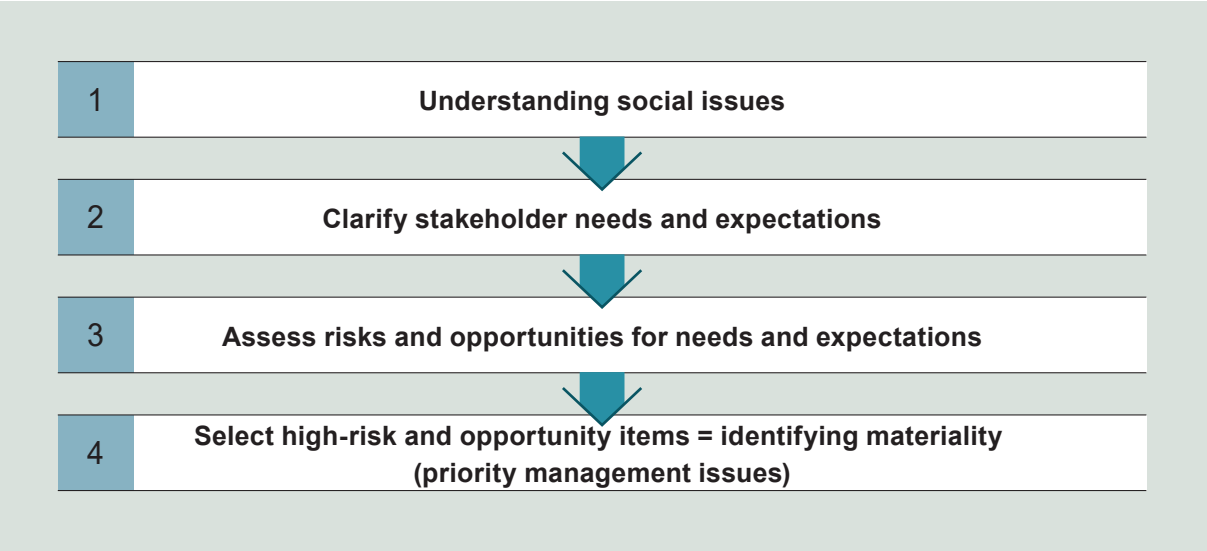 1
Understanding social issues
2
Clarify stakeholder needs and expectations
3
Assess risks and opportunities for needs and expectations
4
Select high-risk and opportunity items = identifying materiality
(priority management issues)